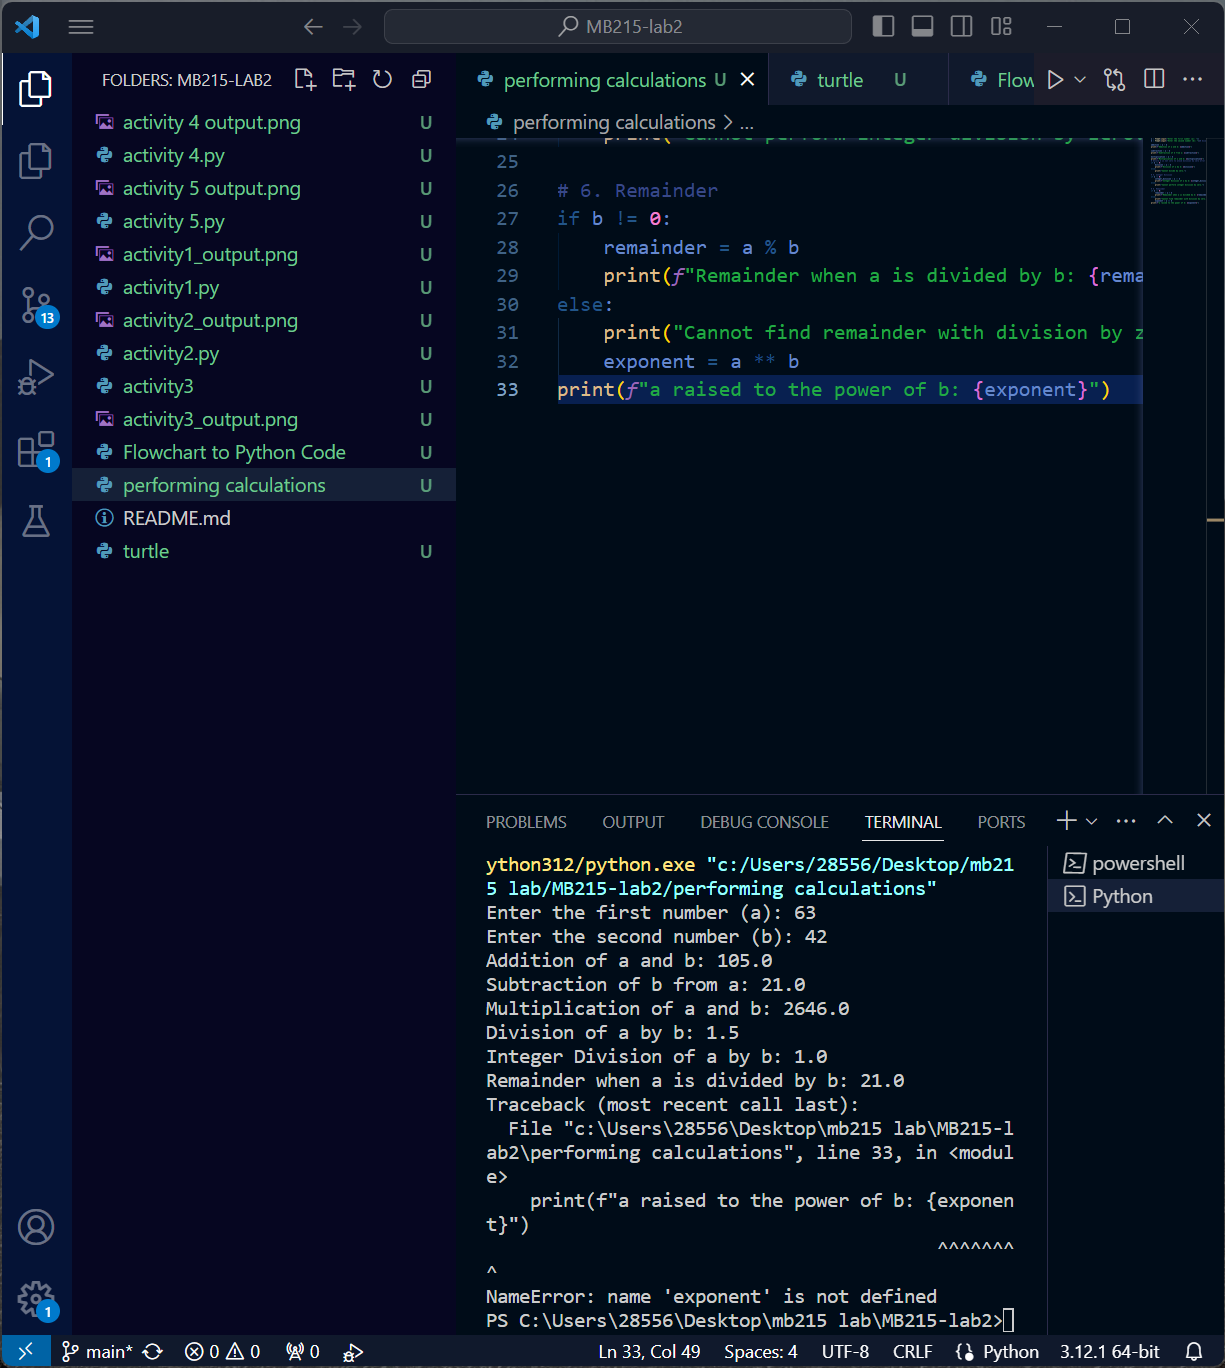 MB215-lab2
FOLDERS: MB215-LAB2
activity 4 output.png U
activity 4.py U
activity 5 output.png U
activity 5.py U
activity1_output.png U
activity1.py U
activity2_output.png U
activity2.py U
activity3 U
activity3_output.png U
Flowchart to Python Code U
performing calculations U
README.md
turtle U
13
1
1
performing calculations U
turtle U
Flow
performing calculations > ...
25
26 # 6. Remainder
27 if b != 0:
28 remainder = a % b
29 print(f"Remainder when a is divided by b: {rema
30 else:
31 print("Cannot find remainder with division by z
32 exponent = a ** b
33 print(f"a raised to the power of b: {exponent}")
PROBLEMS OUTPUT DEBUG CONSOLE TERMINAL PORTS
powershell
Python
ython312/python.exe "c:/Users/28556/Desktop/mb21
5 lab/MB215-lab2/performing calculations"
Enter the first number (a): 63
Enter the second number (b): 42
Addition of a and b: 105.0
Subtraction of b from a: 21.0
Multiplication of a and b: 2646.0
Division of a by b: 1.5
Integer Division of a by b: 1.0
Remainder when a is divided by b: 21.0
Traceback (most recent call last):
File "c:\Users\28556\Desktop\mb215 lab\MB215-l
ab2\performing calculations", line 33, in <modul
e>
print(f"a raised to the power of b: {exponen
t}")
^^^^^^^
^
NameError: name 'exponent' is not defined
PS C:\Users\28556\Desktop\mb215 lab\MB215-lab2>
main* 0 0 0 Ln 33, Col 49 Spaces: 4 UTF-8 CRLF Python 3.12.1 64-bit